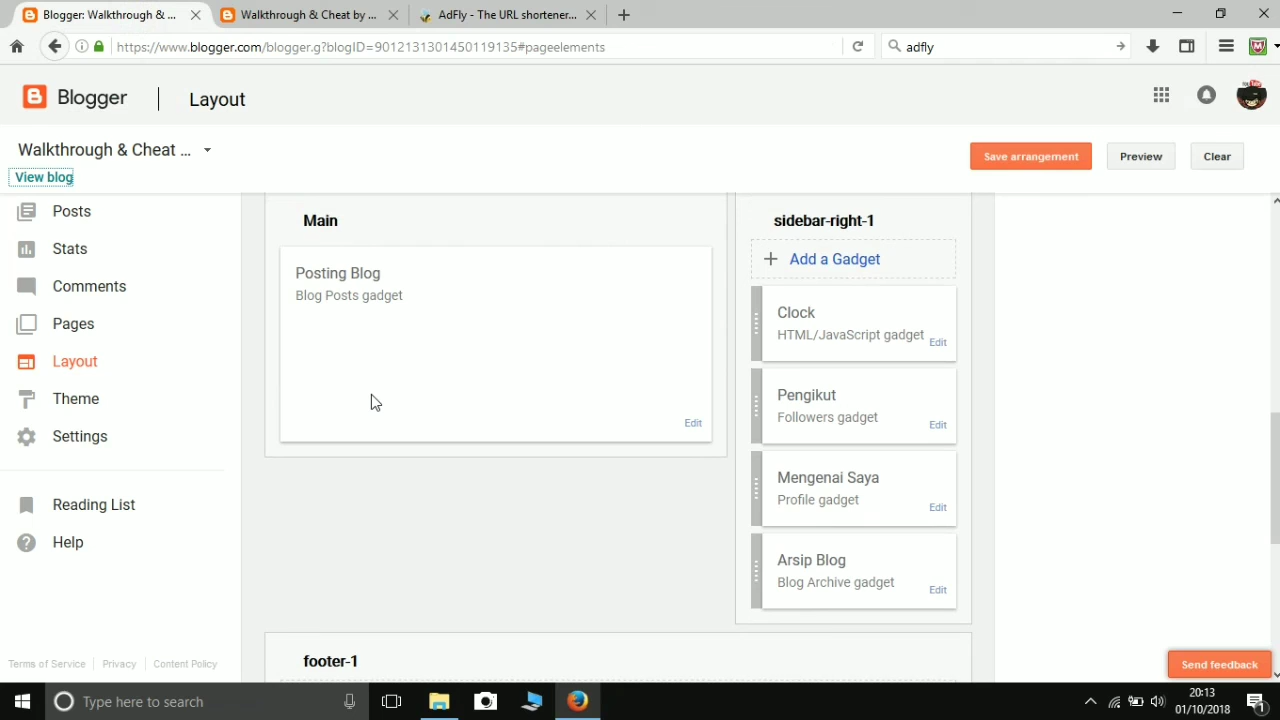 Blogger: Walkthrough & ...
Walkthrough & Cheat by ...
AdFly - The URL shortener...
https://www.blogger.com/blogger.g?blogID=9012131301450119135#pageelements
adfly
Blogger
Layout
Walkthrough & Cheat ...
View blog
Save arrangement
Preview
Clear
Posts
Stats
Comments
Pages
Layout
Theme
Settings
Reading List
Help
Terms of Service
Privacy
Content Policy
Main
Posting Blog
Blog Posts gadget
Edit
sidebar-right-1
+ Add a Gadget
Clock
HTML/JavaScript gadget
Edit
Pengikut
Followers gadget
Edit
Mengenai Saya
Profile gadget
Edit
Arsip Blog
Blog Archive gadget
Edit
footer-1
Send feedback
Type here to search
20:13
01/10/2018
1